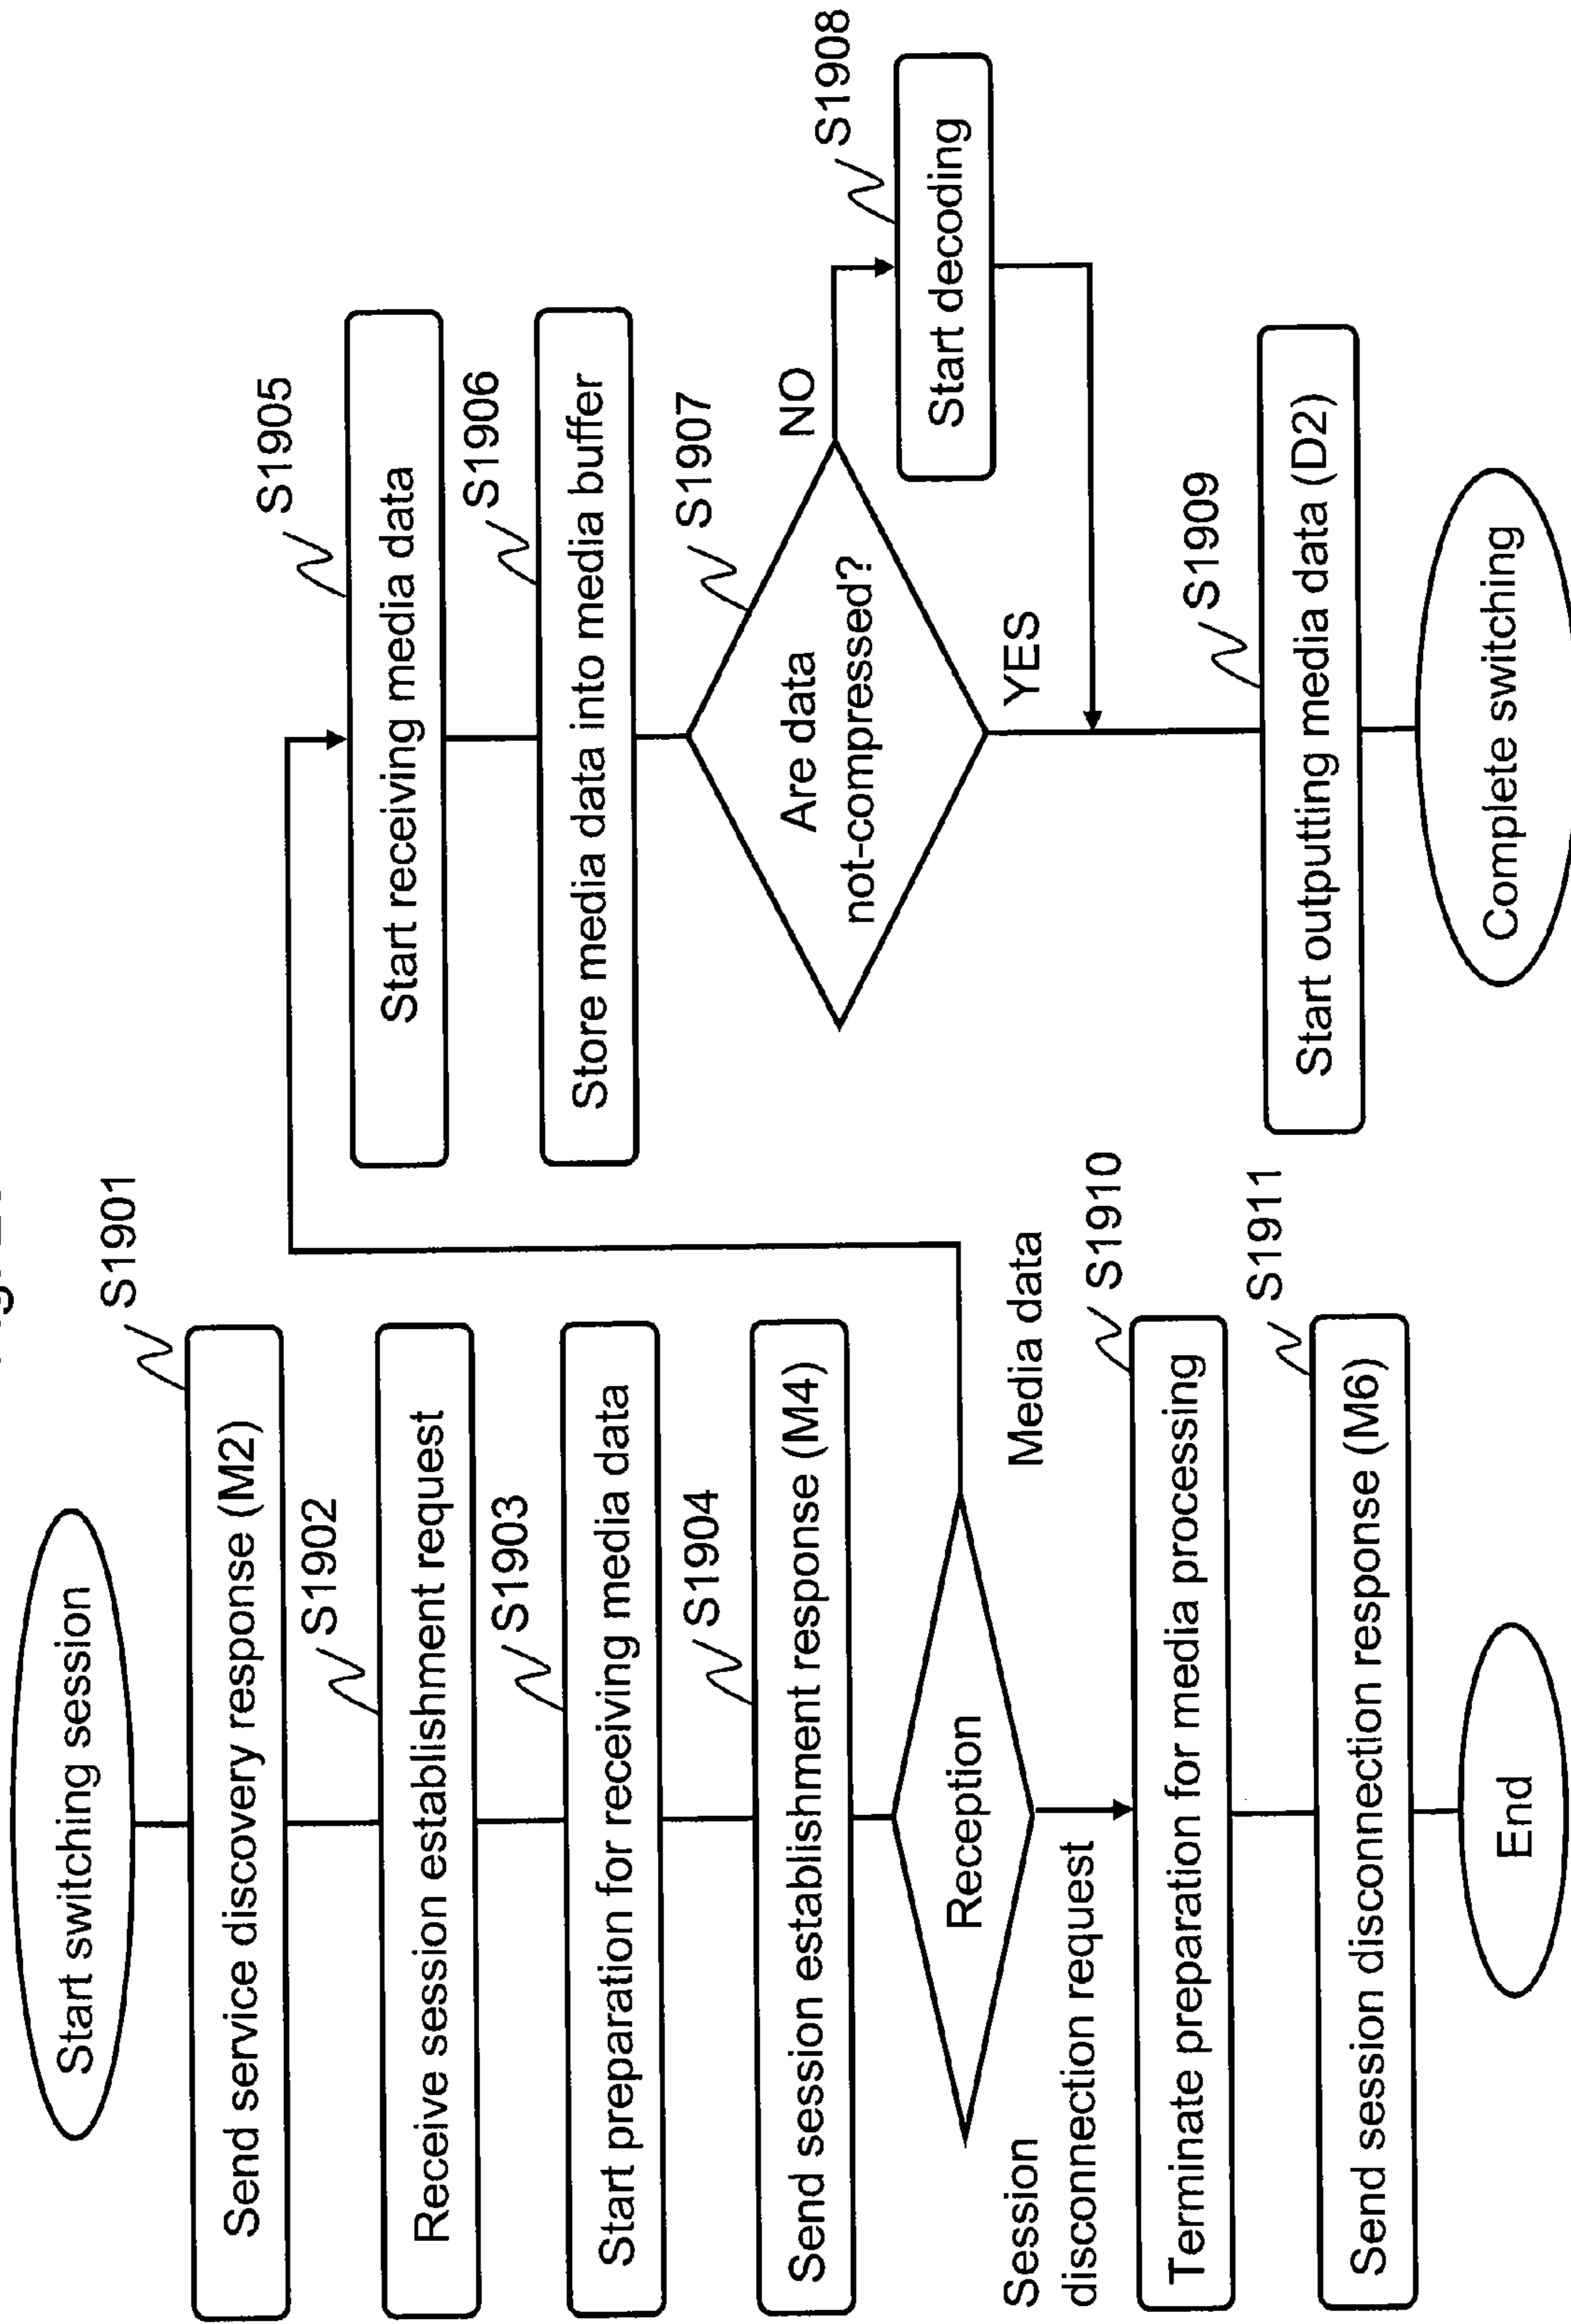 Start switching session
S1901
Send service discovery response (M2)
S1902
Receive session establishment request
S1903
Start preparation for receiving media data
S1904
Send session establishment response (M4)
Reception
Media data
Session
disconnection request
S1910
Terminate preparation for media processing
S1911
Send session disconnection response (M6)
End
S1905
Start receiving media data
S1906
Store media data into media buffer
S1907
Are data
not-compressed?
NO
S1908
Start decoding
YES
S1909
Start outputting media data (D2)
Complete switching